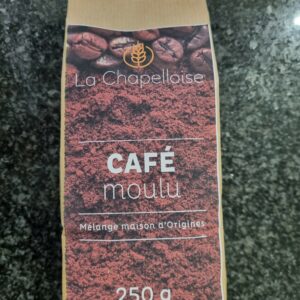 La Chapelloise
CAFÉ
moulu
Mélange maison d'Origines
250 g